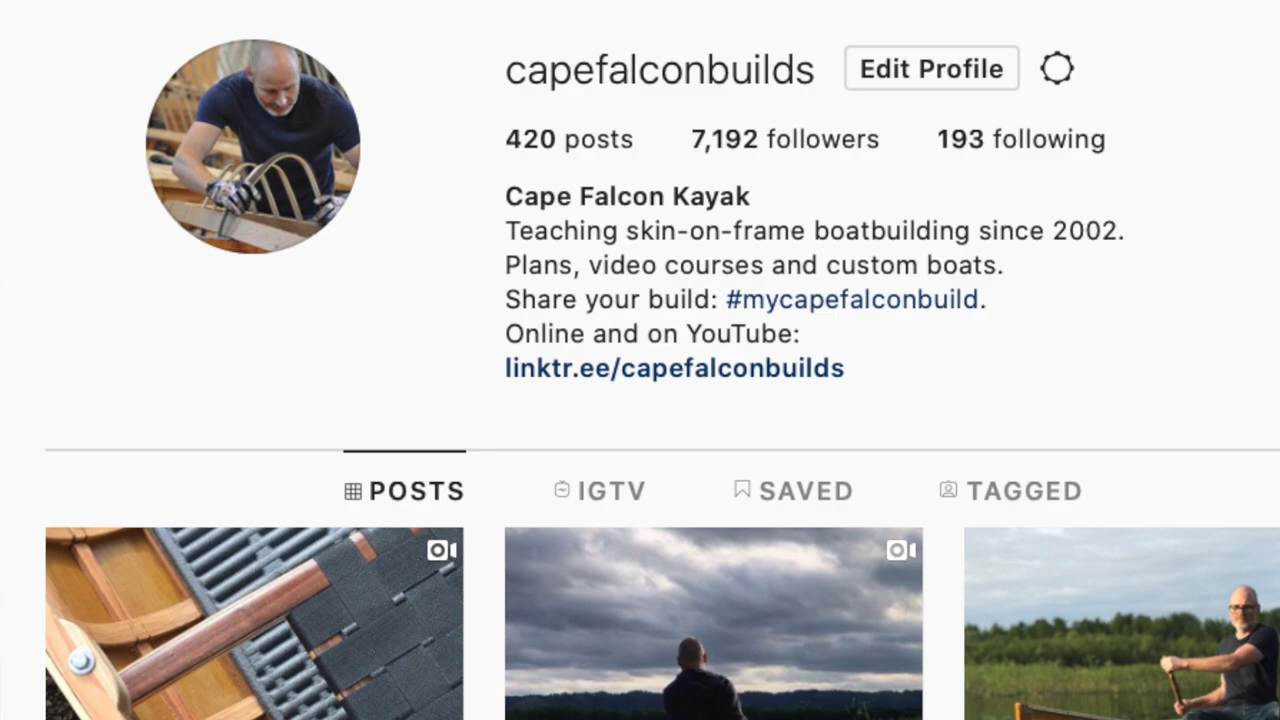 capefalconbuilds Edit Profile
420 posts 7,192 followers 193 following
Cape Falcon Kayak
Teaching skin-on-frame boatbuilding since 2002.
Plans, video courses and custom boats.
Share your build: #mycapefalconbuild.
Online and on YouTube:
linktr.ee/capefalconbuilds
POSTS IGTV SAVED TAGGED